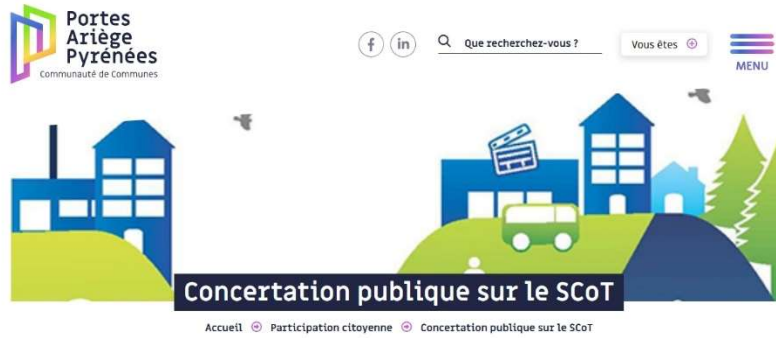 Portes
Ariège
Pyrénées
Communauté de Communes
f in
Que recherchez-vous ?
Vous êtes
MENU
Concertation publique sur le SCoT
Accueil Participation citoyenne Concertation publique sur le SCoT